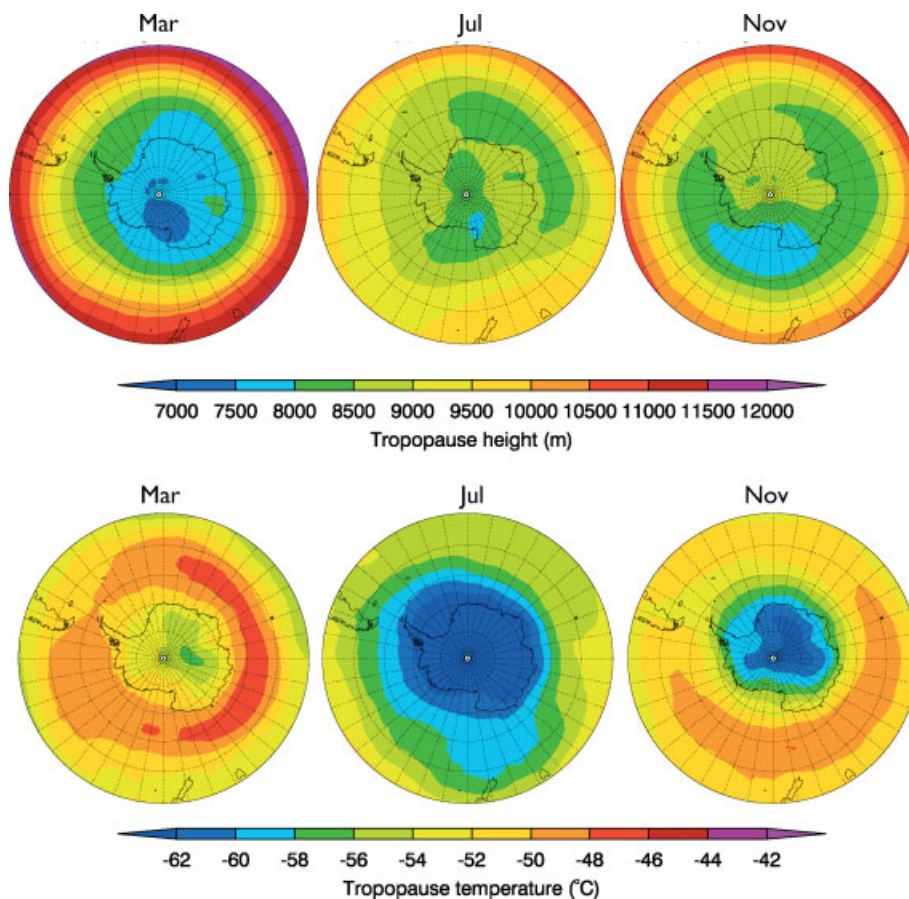 Mar Jul Nov
7000 7500 8000 8500 9000 9500 10000 10500 11000 11500 12000
Tropopause height (m)
Mar Jul Nov
-62 -60 -58 -56 -54 -52 -50 -48 -46 -44 -42
Tropopause temperature (°C)